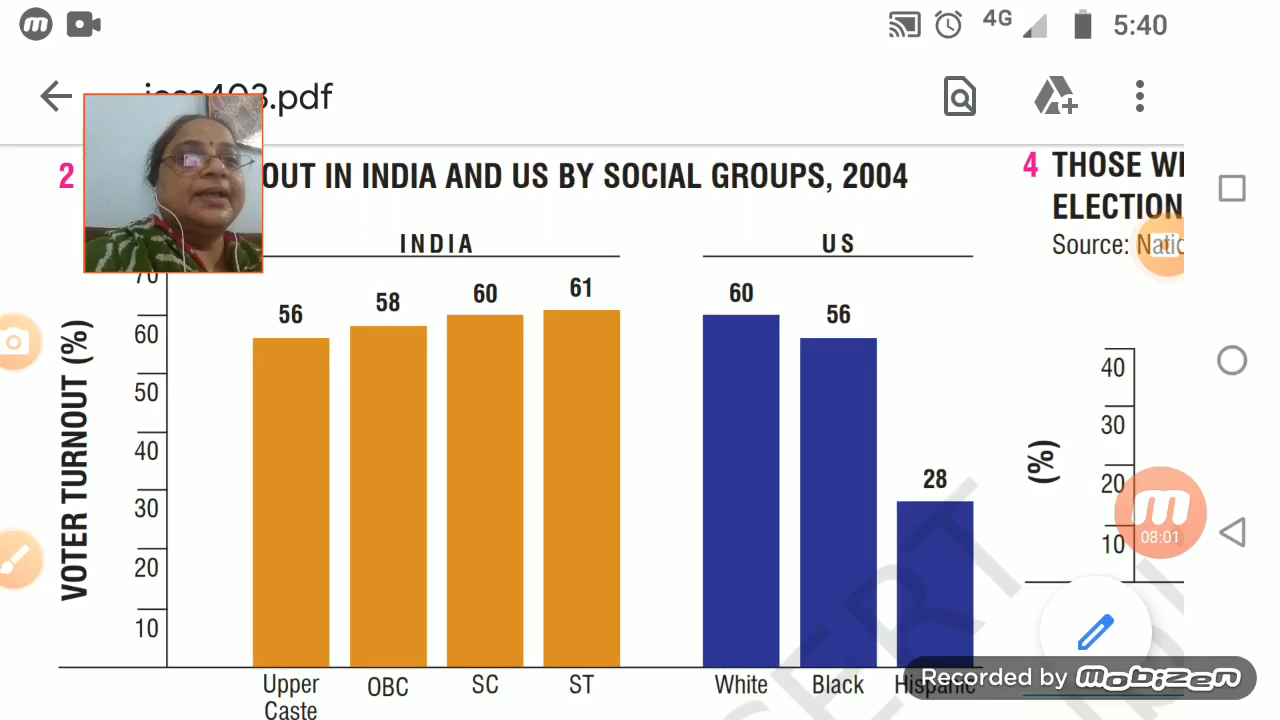 4G 5:40
403.pdf
2 OUT IN INDIA AND US BY SOCIAL GROUPS, 2004
4 THOSE
ELECTION
Source:
INDIA
US
VOTER TURNOUT (%)
70
60
50
40
30
20
10
56
58
60
61
60
56
28
Upper
Caste
OBC
SC
ST
White
Black
Hispanic
(%)
40
30
20
10
08:01
Recorded by mobizen